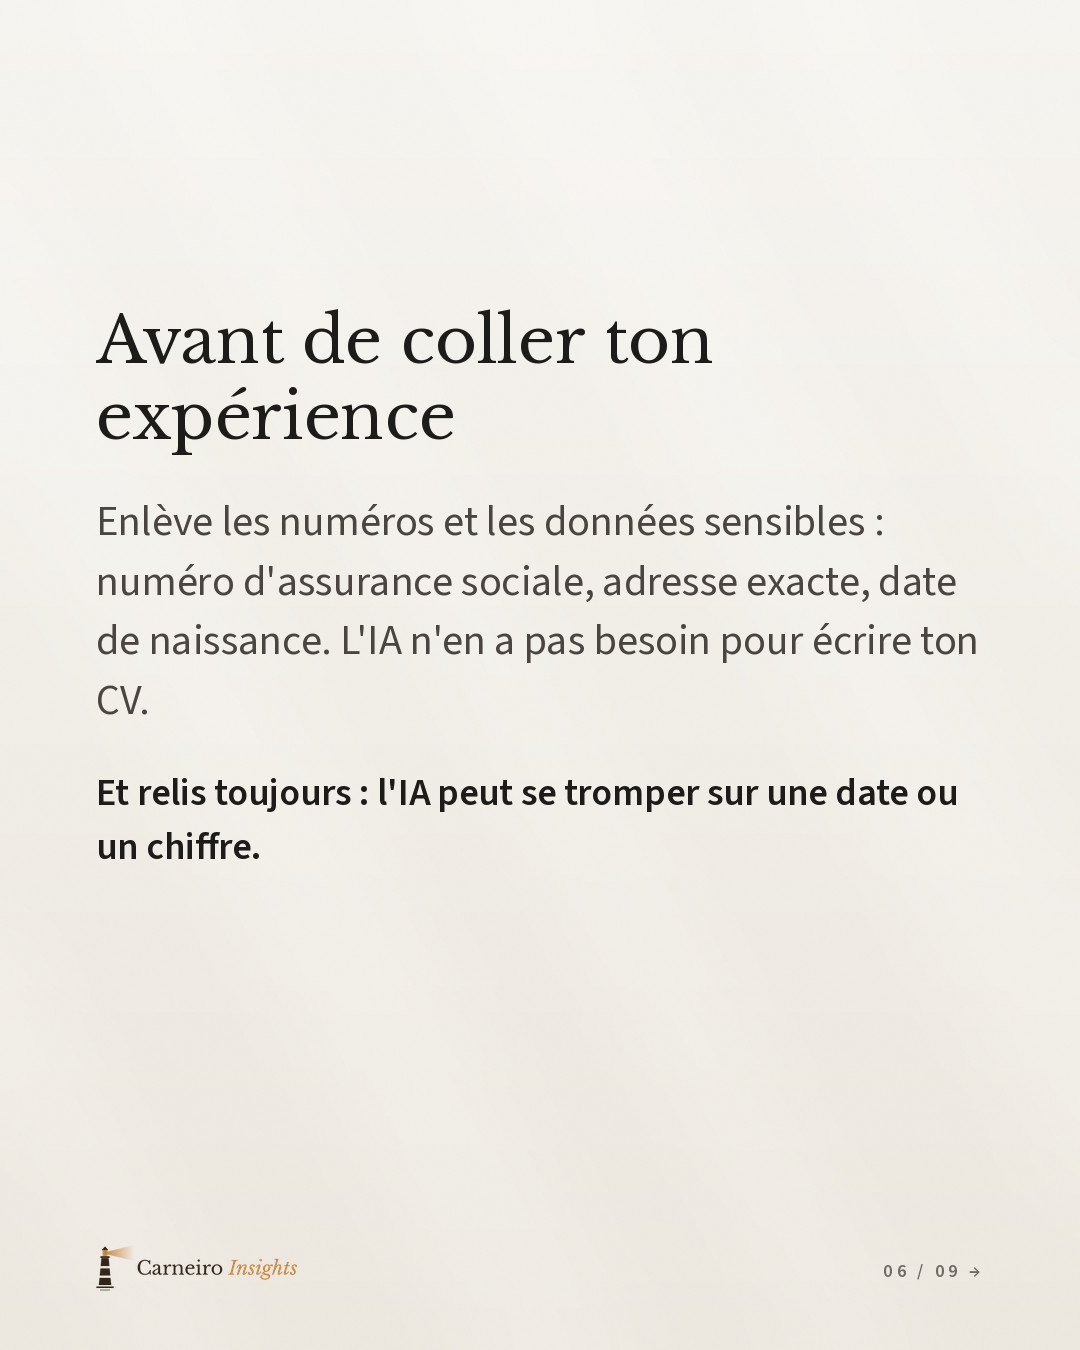 Avant de coller ton
expérience
Enlève les numéros et les données sensibles :
numéro d'assurance sociale, adresse exacte, date
de naissance. L'IA n'en a pas besoin pour écrire ton
CV.
Et relis toujours : l'IA peut se tromper sur une date ou
un chiffre.
Carneiro Insights
06 / 09 →